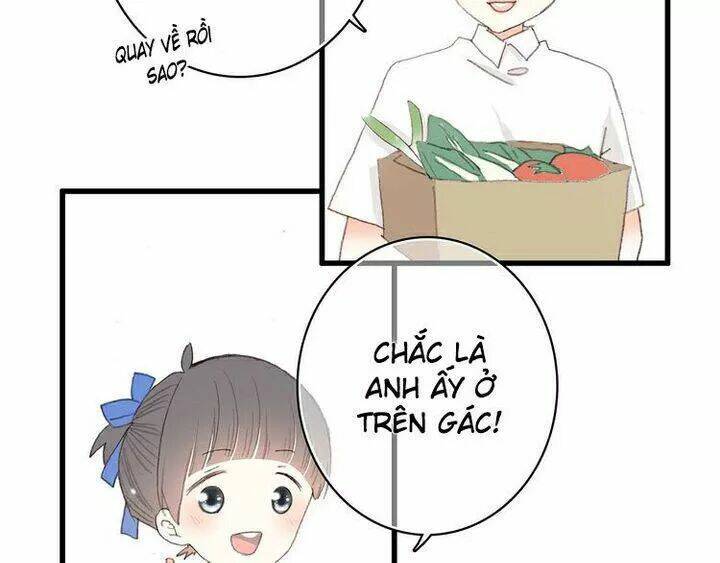 QUAY VỀ RỒI
SAO?
CHẮC LÀ
ANH ẤY Ở
TRÊN GÁC!